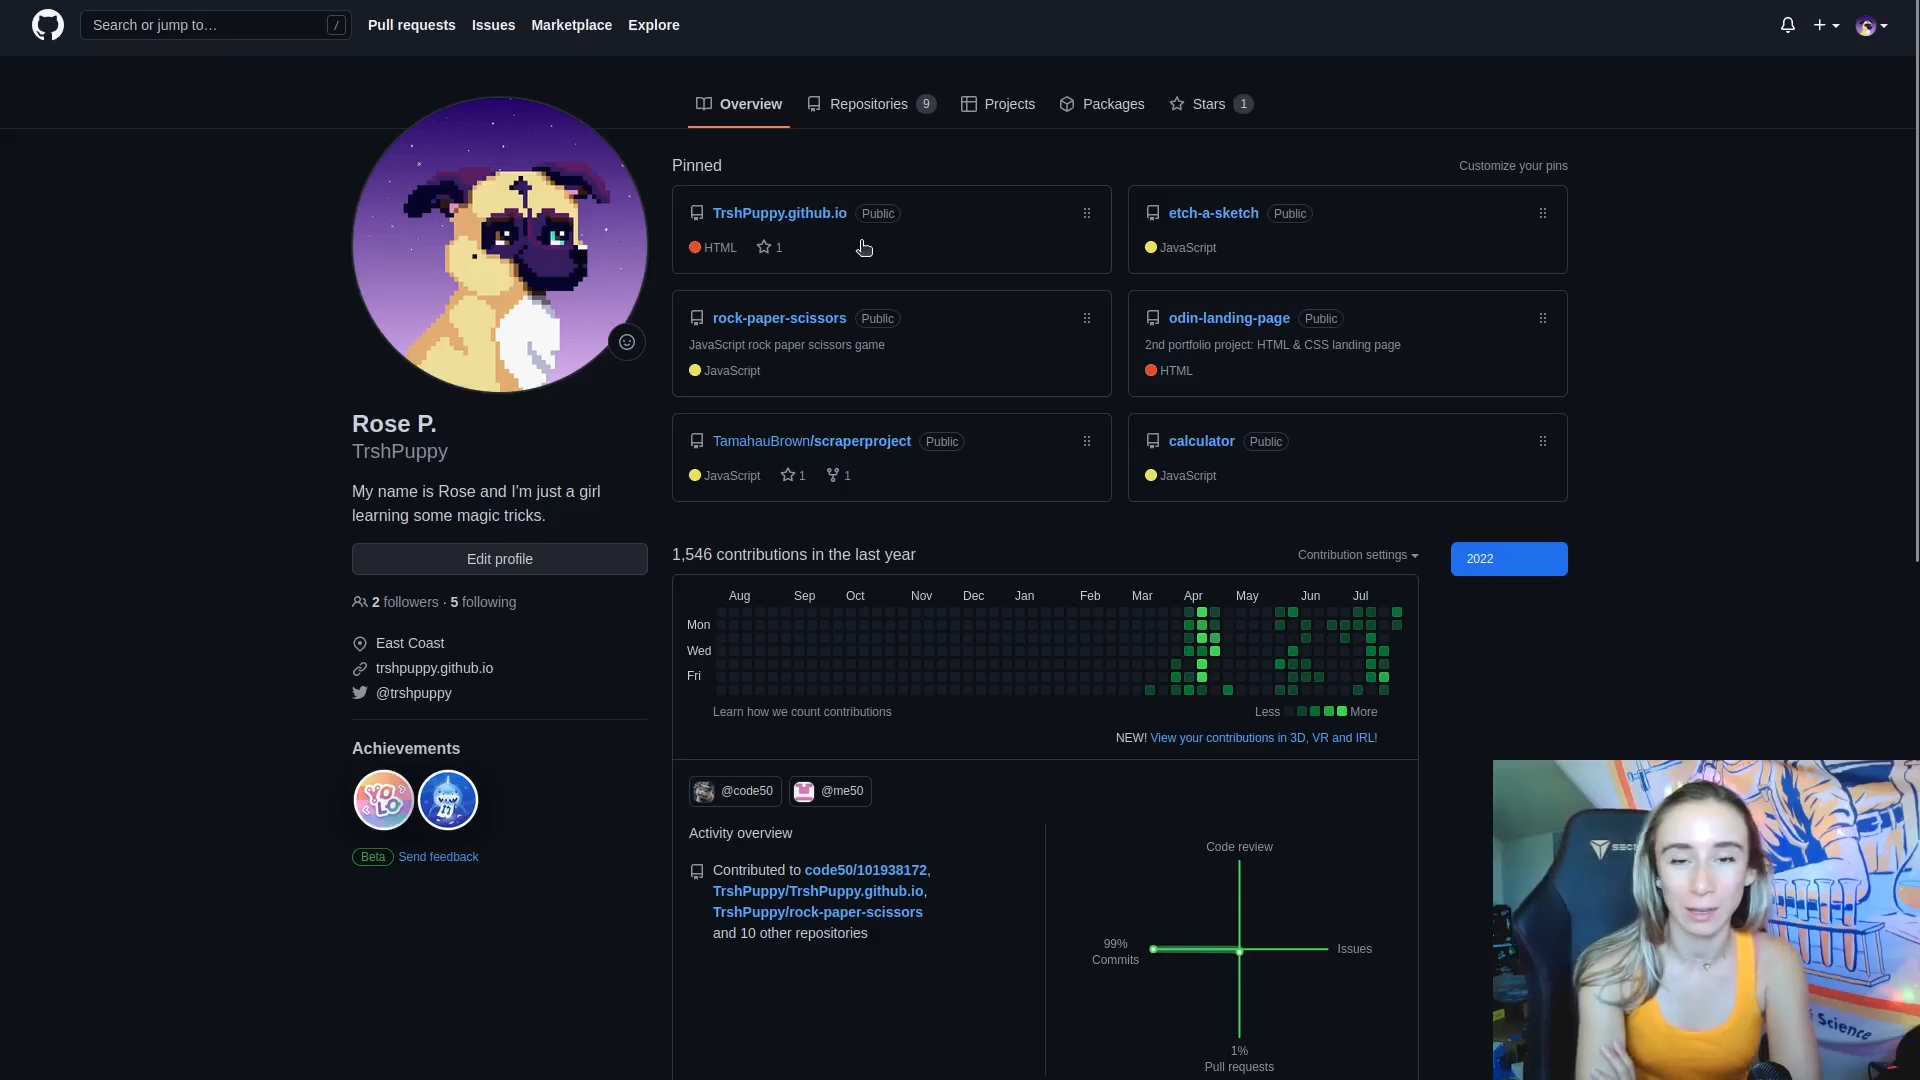 Search or jump to… /
Pull requests Issues Marketplace Explore
Overview Repositories 9 Projects Packages Stars 1
Pinned
Customize your pins
TrshPuppy.github.io Public
HTML 1
etch-a-sketch Public
JavaScript
rock-paper-scissors Public
JavaScript rock paper scissors game
JavaScript
odin-landing-page Public
2nd portfolio project: HTML & CSS landing page
HTML
TamahauBrown/scraperproject Public
JavaScript 1 1
calculator Public
JavaScript
Rose P.
TrshPuppy
My name is Rose and I'm just a girl
learning some magic tricks.
Edit profile
2 followers · 5 following
East Coast
trshpuppy.github.io
@trshpuppy
Achievements
YOLO
Beta Send feedback
1,546 contributions in the last year
Contribution settings
2022
Aug Sep Oct Nov Dec Jan Feb Mar Apr May Jun Jul
Mon
Wed
Fri
Learn how we count contributions
Less More
NEW! View your contributions in 3D, VR and IRL!
@code50 @me50
Activity overview
Contributed to code50/101938172,
TrshPuppy/TrshPuppy.github.io,
TrshPuppy/rock-paper-scissors
and 10 other repositories
Code review
99%
Commits
Issues
1%
Pull requests
Science